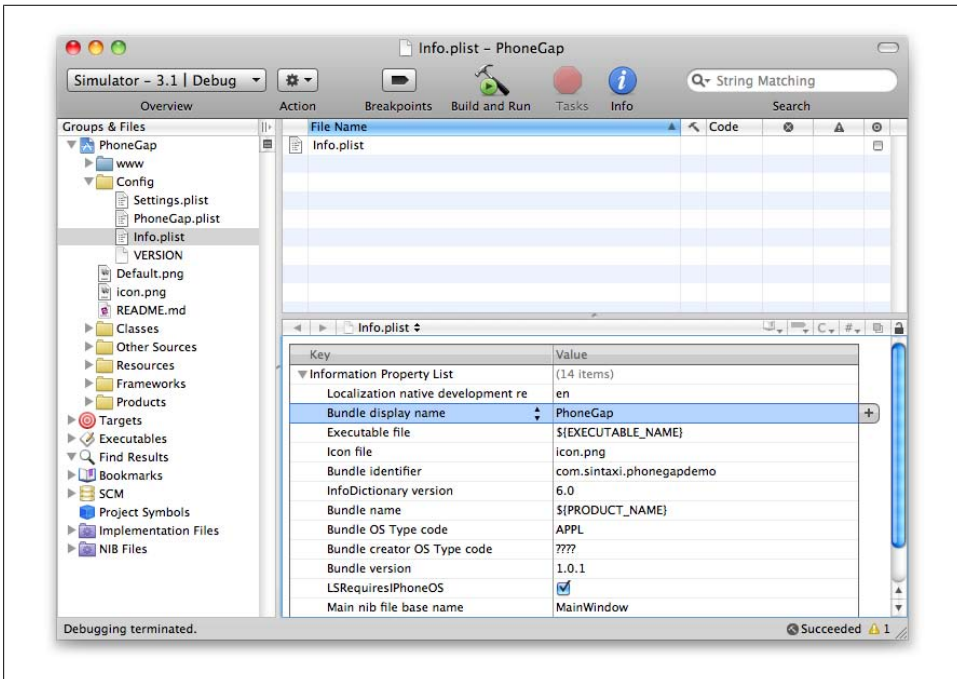 Info.plist – PhoneGap
Simulator – 3.1 | Debug
String Matching
Overview Action Breakpoints Build and Run Tasks Info Search
Groups & Files
PhoneGap
www
Config
Settings.plist
PhoneGap.plist
Info.plist
VERSION
Default.png
icon.png
README.md
Classes
Other Sources
Resources
Frameworks
Products
Targets
Executables
Find Results
Bookmarks
SCM
Project Symbols
Implementation Files
NIB Files
File Name Code
Info.plist
Info.plist C #
Key Value
Information Property List (14 items)
Localization native development re en
Bundle display name PhoneGap
Executable file ${EXECUTABLE_NAME}
Icon file icon.png
Bundle identifier com.sintaxi.phonegapdemo
InfoDictionary version 6.0
Bundle name ${PRODUCT_NAME}
Bundle OS Type code APPL
Bundle creator OS Type code ????
Bundle version 1.0.1
LSRequiresIPhoneOS
Main nib file base name MainWindow
Debugging terminated. Succeeded 1